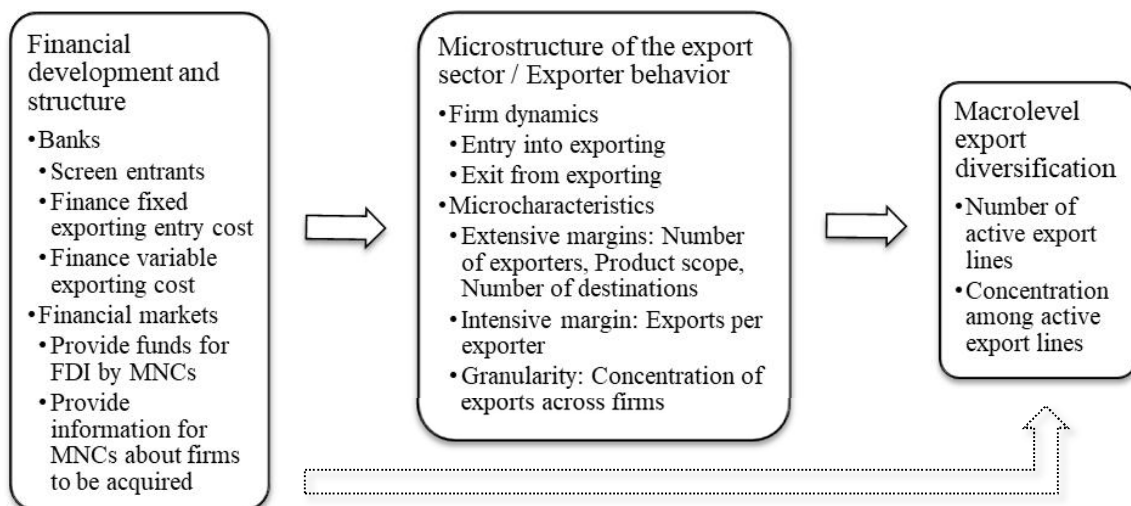 Financial
development and
structure
•Banks
•Screen entrants
•Finance fixed
exporting entry cost
•Finance variable
exporting cost
•Financial markets
•Provide funds for
FDI by MNCs
•Provide
information for
MNCs about firms
to be acquired
Microstructure of the export
sector / Exporter behavior
•Firm dynamics
•Entry into exporting
•Exit from exporting
•Microcharacteristics
•Extensive margins: Number
of exporters, Product scope,
Number of destinations
•Intensive margin: Exports per
exporter
•Granularity: Concentration of
exports across firms
Macrolevel
export
diversification
•Number of
active export
lines
•Concentration
among active
export lines